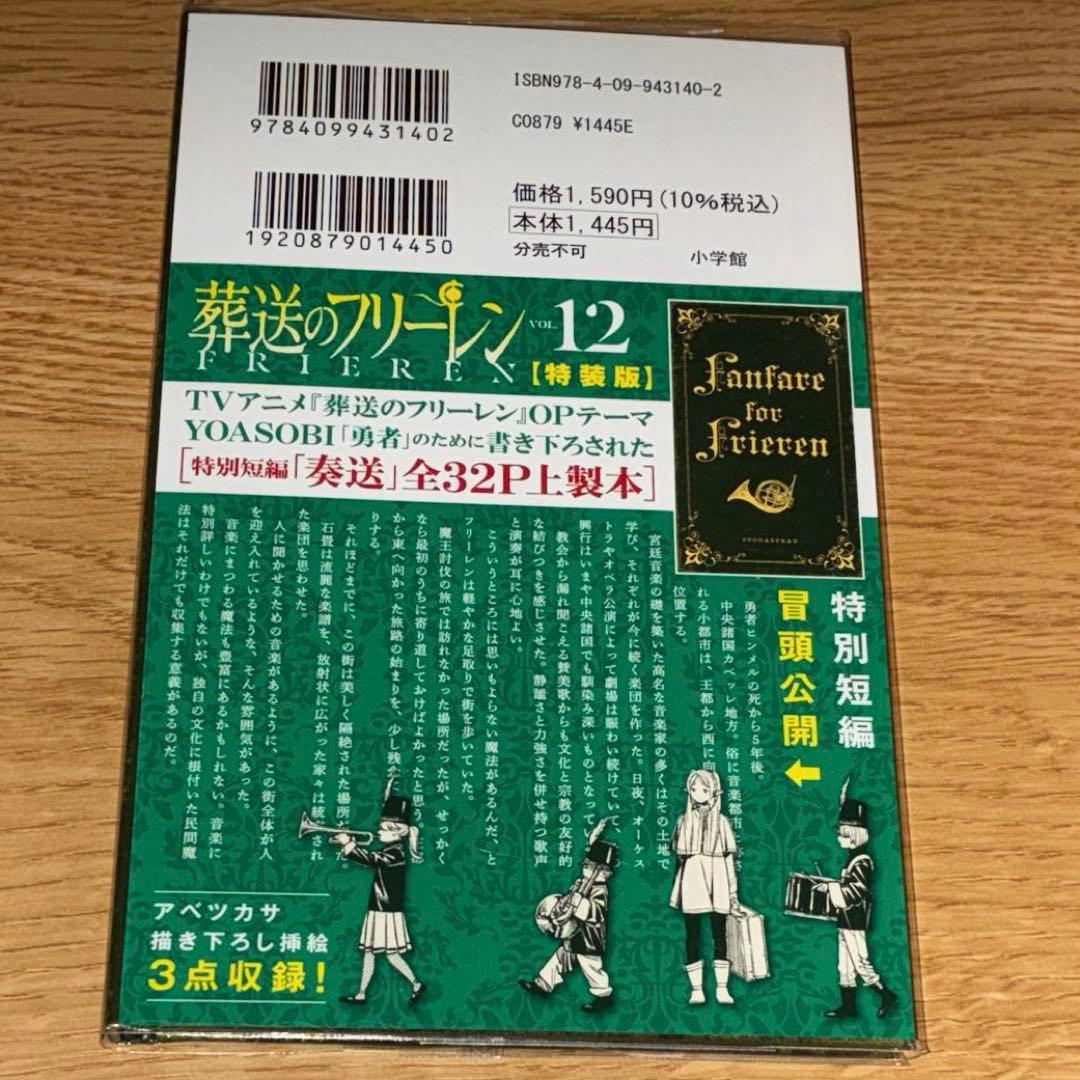 ISBN978-4-09-943140-2
9784099431402
C0879 ¥1445E
価格1,590円(10%税込)
本体1,445円
1920879014450
分売不可
小学館
葬送のフリーレン VOL.12
FRIEREN
【特装版】
TVアニメ『葬送のフリーレン』OPテーマ
YOASOBI「勇者」のために書き下ろされた
[特別短編「奏送」全32P上製本]
Fanfare
for
Frieren
SHOGAKUKAN
特別短編
冒頭公開
勇者ヒンメルの死から5年後。
中央諸国カペッレ地方。俗に音楽都市
れる小都市は、王都から西に向
位置する。
宮廷音楽の礎を築いた高名な音楽家の多くはその土地で
学び、それぞれが今に続く楽団を作った。日夜、オーケス
トラやオペラ公演によって劇場は賑わい続けていて、
興行はいまや中央諸国でも馴染み深いものとなってい
教会から漏れ聞こえる賛美歌からも文化と宗教の友好的
な結びつきを感じさせた。静謐さと力強さを併せ持つ歌声
と演奏が耳に心地よい。
こういうところには思いもよらない魔法があるんだ、と
フリーレンは軽やかな足取りで街を歩いていた。
魔王討伐の旅では訪れなかった場所だったが、せっかく
なら最初のうちに寄り道しておけばよかったと思う。王都
から東へ向かった旅路の始まりを、少し残念に
りする。
それほどまでに、この街は美しく隔絶された場所だ
石畳は流麗な楽譜を、放射状に広がった家々は統
された楽団を思わせた。
人に聞かせるための音楽があるように、この街全体が人
を迎え入れているような、そんな雰囲気があった。
音楽にまつわる魔法も豊富にあるかもしれない。音楽に
特別詳しいわけでもないが、独自の文化に根付いた民間魔
法はそれだけでも収集する意義があるのだ。
アベツカサ
描き下ろし挿絵
3点収録!